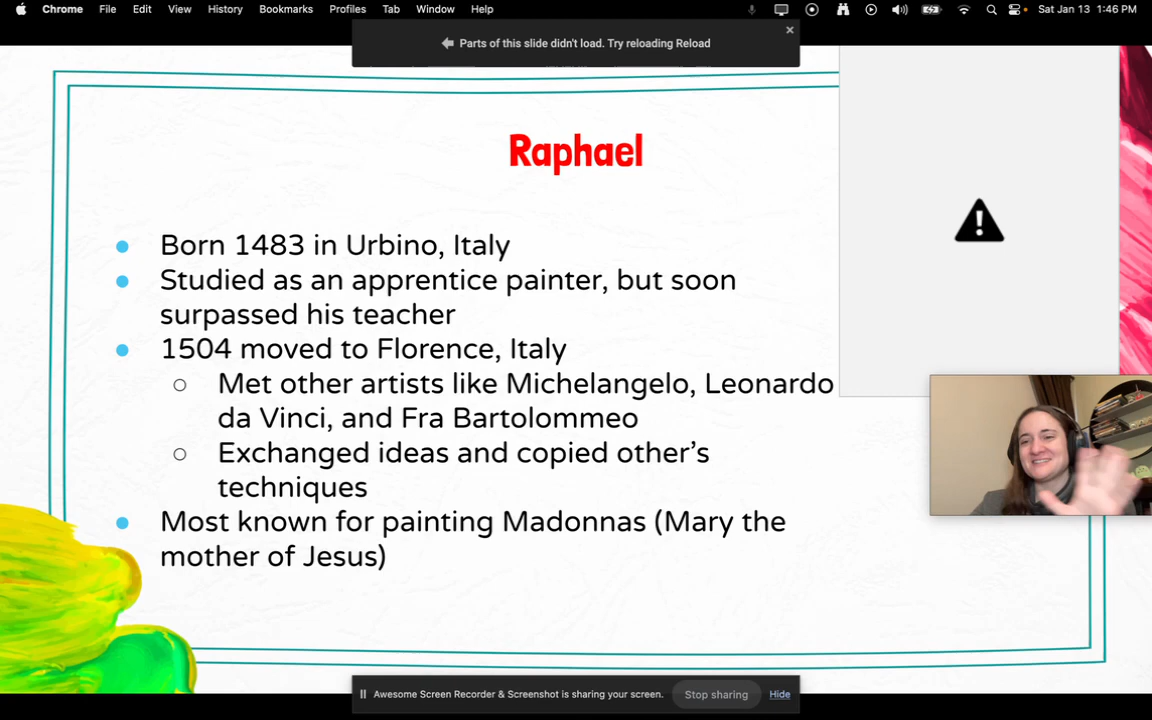 Chrome File Edit View History Bookmarks Profiles Tab Window Help Sat Jan 13 1:46 PM
Parts of this slide didn't load. Try reloading Reload
Raphael
● Born 1483 in Urbino, Italy
● Studied as an apprentice painter, but soon
surpassed his teacher
● 1504 moved to Florence, Italy
○ Met other artists like Michelangelo, Leonardo
da Vinci, and Fra Bartolommeo
○ Exchanged ideas and copied other's
techniques
● Most known for painting Madonnas (Mary the
mother of Jesus)
Awesome Screen Recorder & Screenshot is sharing your screen. Stop sharing Hide